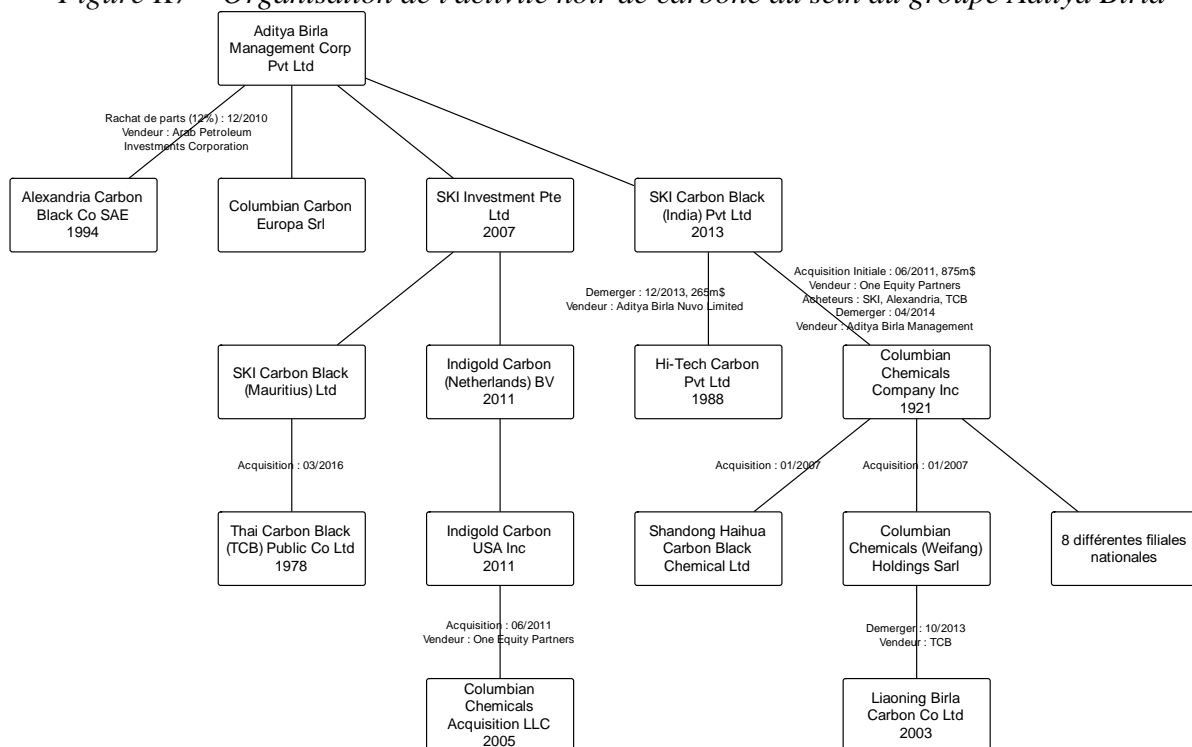 Figure II7 – Organisation de l'activité noir de carbone au sein du groupe Aditya Birla
Aditya Birla
Management Corp
Pvt Ltd
Rachat de parts (12%) : 12/2010
Vendeur : Arab Petroleum
Investments Corporation
Alexandria Carbon
Black Co SAE
1994
Columbian Carbon
Europa Srl
SKI Investment Pte
Ltd
2007
SKI Carbon Black
(India) Pvt Ltd
2013
Demerger : 12/2013, 265m$
Vendeur : Aditya Birla Nuvo Limited
Acquisition Initiale : 06/2011, 875m$
Vendeur : One Equity Partners
Acheteurs : SKI, Alexandria, TCB
Demerger : 04/2014
Vendeur : Aditya Birla Management
SKI Carbon Black
(Mauritius) Ltd
Indigold Carbon
(Netherlands) BV
2011
Hi-Tech Carbon
Pvt Ltd
1988
Columbian
Chemicals
Company Inc
1921
Acquisition : 03/2016
Acquisition : 01/2007
Acquisition : 01/2007
Thai Carbon Black
(TCB) Public Co Ltd
1978
Indigold Carbon
USA Inc
2011
Shandong Haihua
Carbon Black
Chemical Ltd
Columbian
Chemicals (Weifang)
Holdings Sarl
8 différentes filiales
nationales
Acquisition : 06/2011
Vendeur : One Equity Partners
Demerger : 10/2013
Vendeur : TCB
Columbian
Chemicals
Acquisition LLC
2005
Liaoning Birla
Carbon Co Ltd
2003